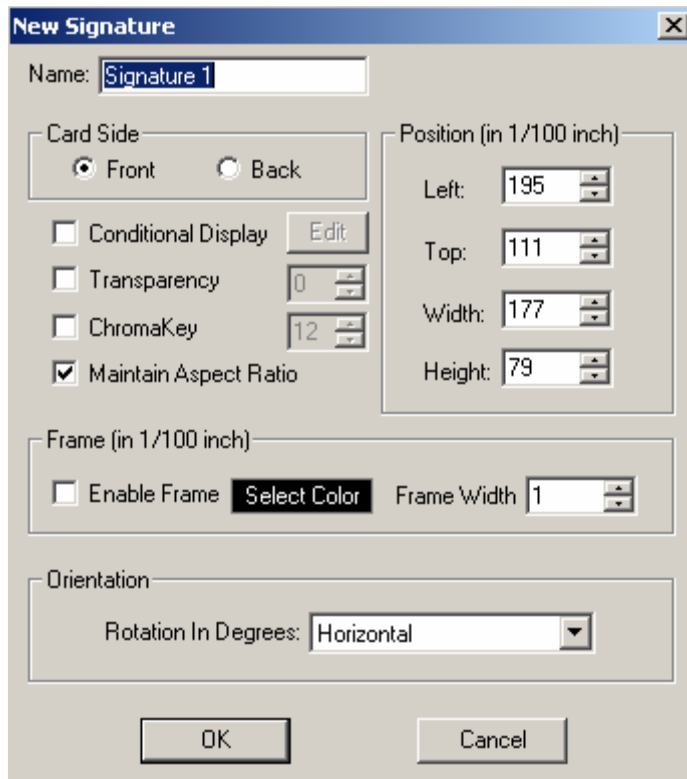 New Signature
Name: Signature 1
Card Side
Front Back
Conditional Display Edit
Transparency 0
ChromaKey 12
Maintain Aspect Ratio
Position (in 1/100 inch)
Left: 195
Top: 111
Width: 177
Height: 79
Frame (in 1/100 inch)
Enable Frame Select Color Frame Width 1
Orientation
Rotation In Degrees: Horizontal
OK Cancel